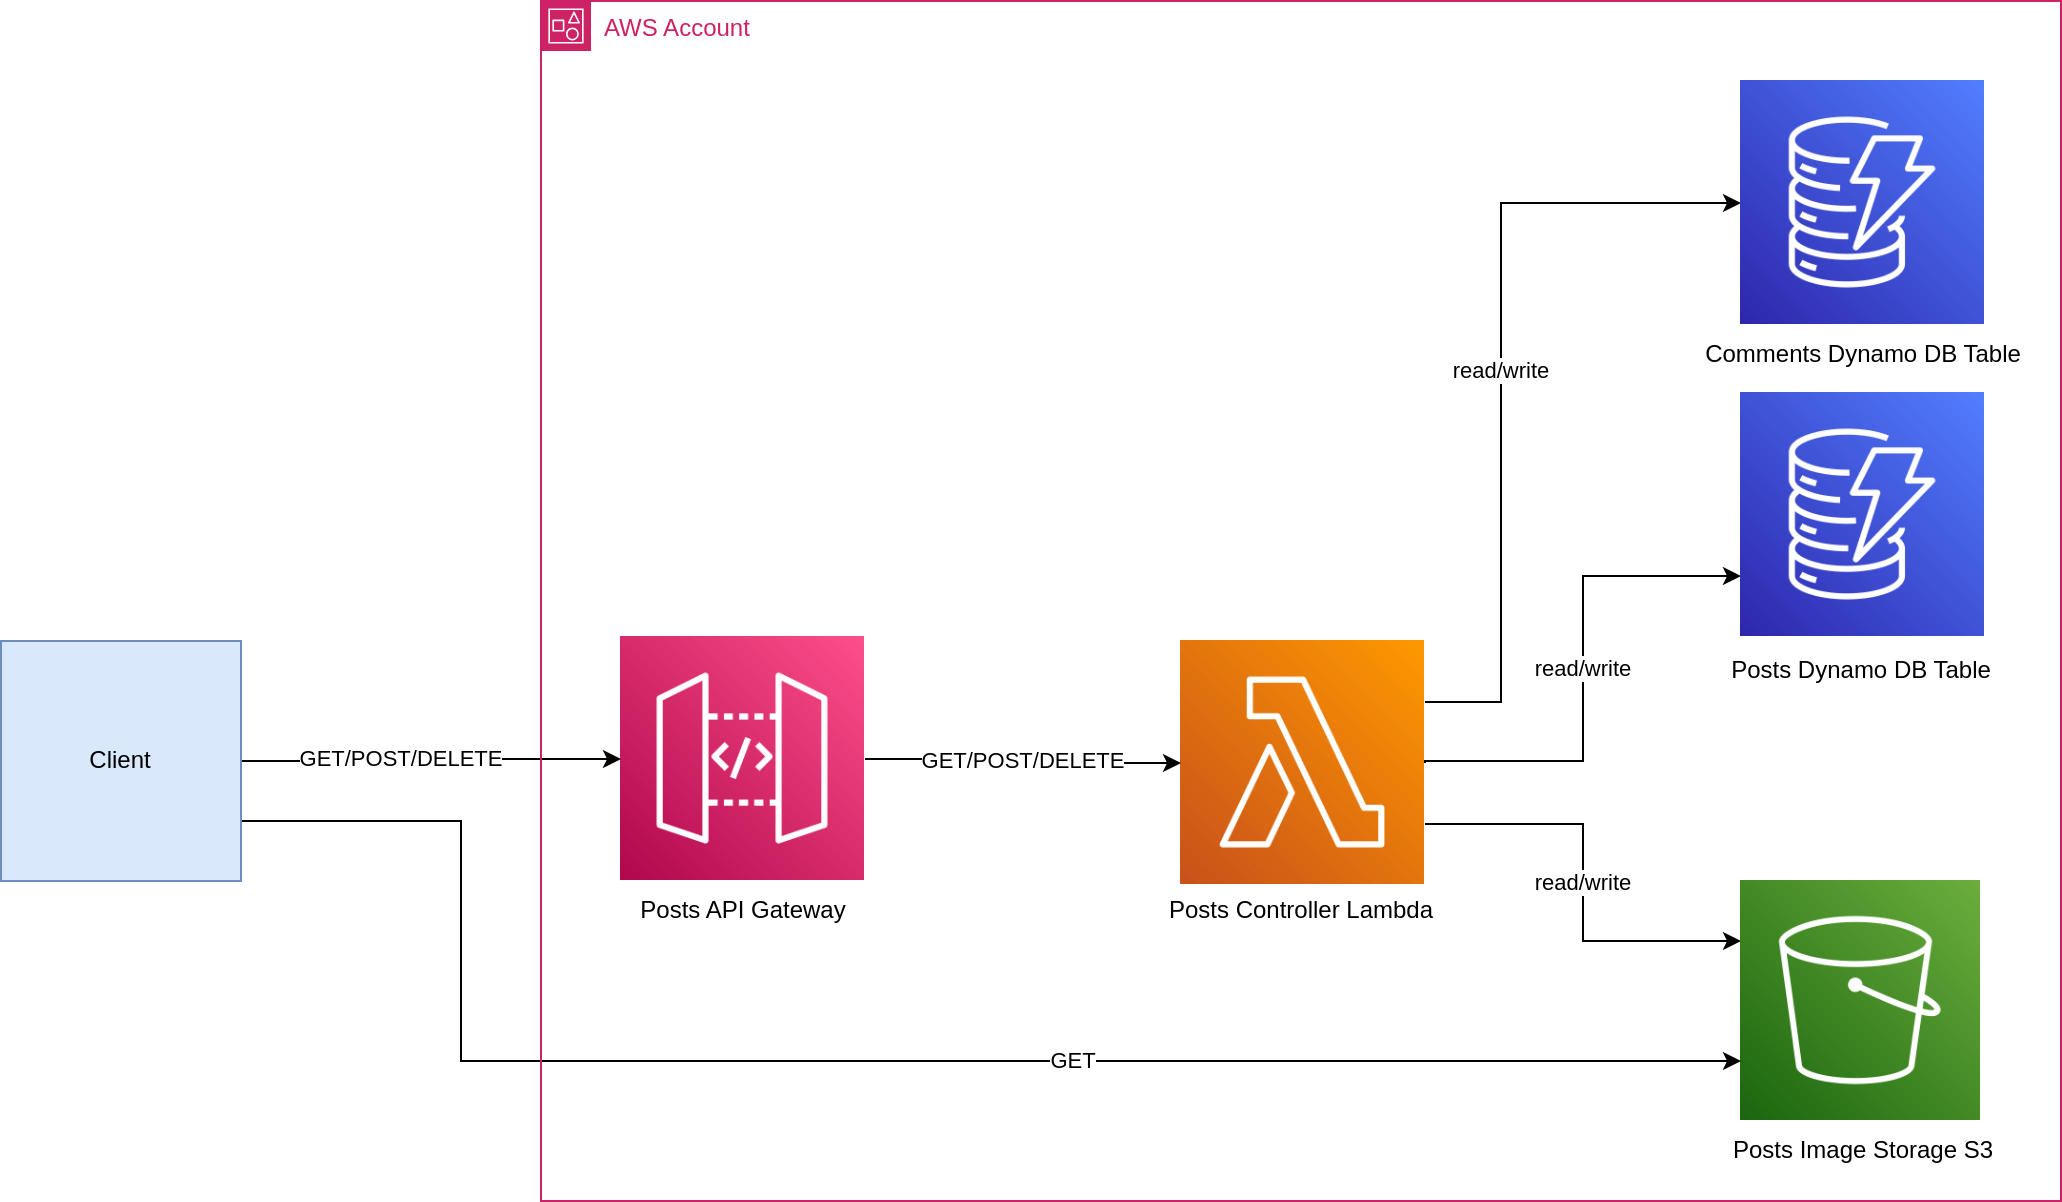 AWS Account
Comments Dynamo DB Table
read/write
Posts Dynamo DB Table
read/write
Client
GET/POST/DELETE
GET/POST/DELETE
read/write
Posts API Gateway
Posts Controller Lambda
GET
Posts Image Storage S3